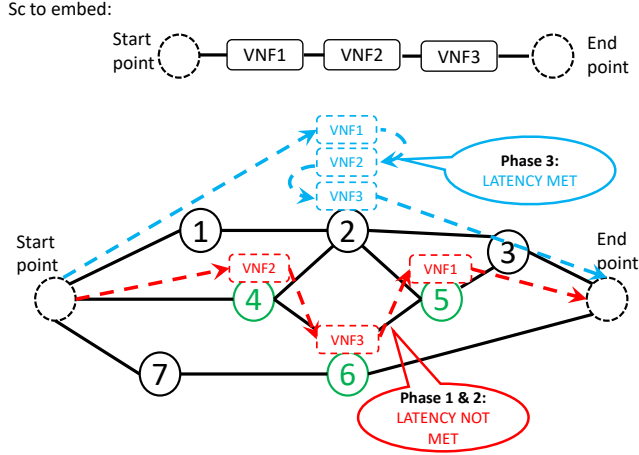 Sc to embed:
Start
point
VNF1
VNF2
VNF3
End
point
VNF1
VNF2
VNF3
Phase 3:
LATENCY MET
1
2
3
Start
point
End
point
VNF2
VNF1
4
5
VNF3
6
7
Phase 1 & 2:
LATENCY NOT
MET